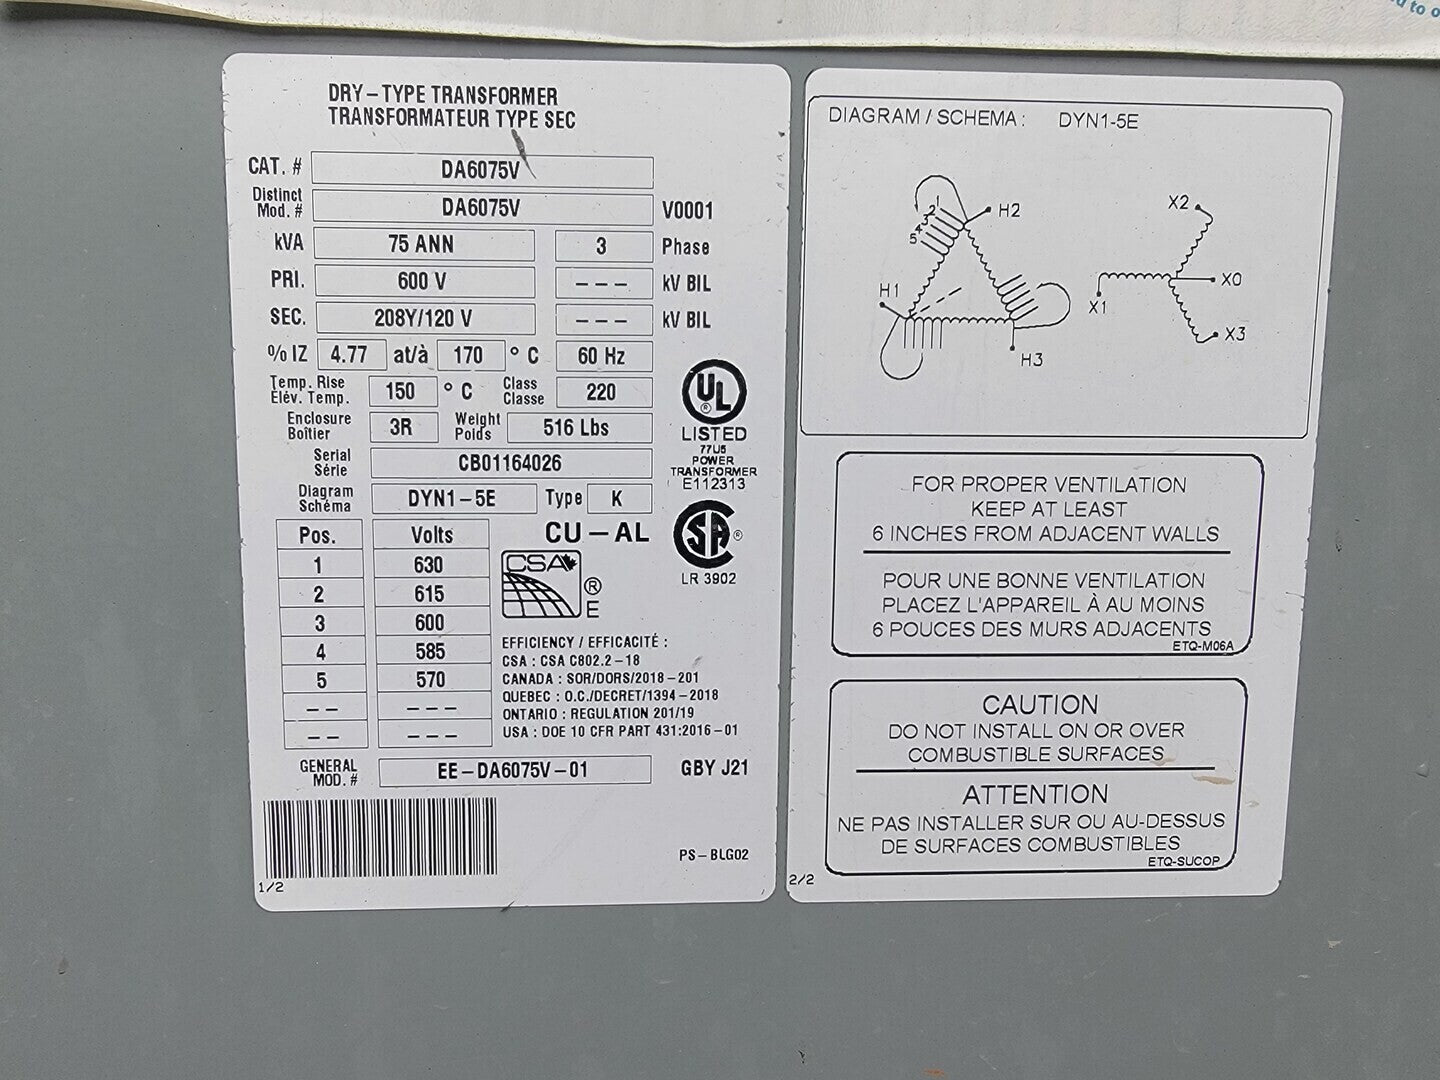 DRY-TYPE TRANSFORMER
TRANSFORMATEUR TYPE SEC
CAT. # DA6075V
Distinct Mod. # DA6075V V0001
kVA 75 ANN 3 Phase
PRI. 600 V --- kV BIL
SEC. 208Y/120 V --- kV BIL
% IZ 4.77 at/à 170 ° C 60 Hz
Temp. Rise
Élév. Temp. 150 ° C Class
Classe 220
Enclosure
Boîtier 3R Weight
Poids 516 Lbs
Serial
Série CB01164026
Diagram
Schéma DYN1-5E Type K
Pos. Volts CU-AL
1 630
2 615
3 600
4 585
5 570
-- ---
-- ---
UL ®
LISTED
77U5
POWER
TRANSFORMER
E112313
SA ®
LR 3902
CSA ®
E
EFFICIENCY / EFFICACITÉ :
CSA : CSA C802.2-18
CANADA : SOR/DORS/2018-201
QUEBEC : O.C./DECRET/1394-2018
ONTARIO : REGULATION 201/19
USA : DOE 10 CFR PART 431:2016-01
GENERAL
MOD. # EE-DA6075V-01 GBY J21
PS-BLG02
1/2
DIAGRAM / SCHEMA : DYN1-5E
1
2
3
4
5
H2
H1
H3
X2
X1
X0
X3
FOR PROPER VENTILATION
KEEP AT LEAST
6 INCHES FROM ADJACENT WALLS
POUR UNE BONNE VENTILATION
PLACEZ L'APPAREIL À AU MOINS
6 POUCES DES MURS ADJACENTS
ETQ-M06A
CAUTION
DO NOT INSTALL ON OR OVER
COMBUSTIBLE SURFACES
ATTENTION
NE PAS INSTALLER SUR OU AU-DESSUS
DE SURFACES COMBUSTIBLES
ETQ-SUCOP
2/2